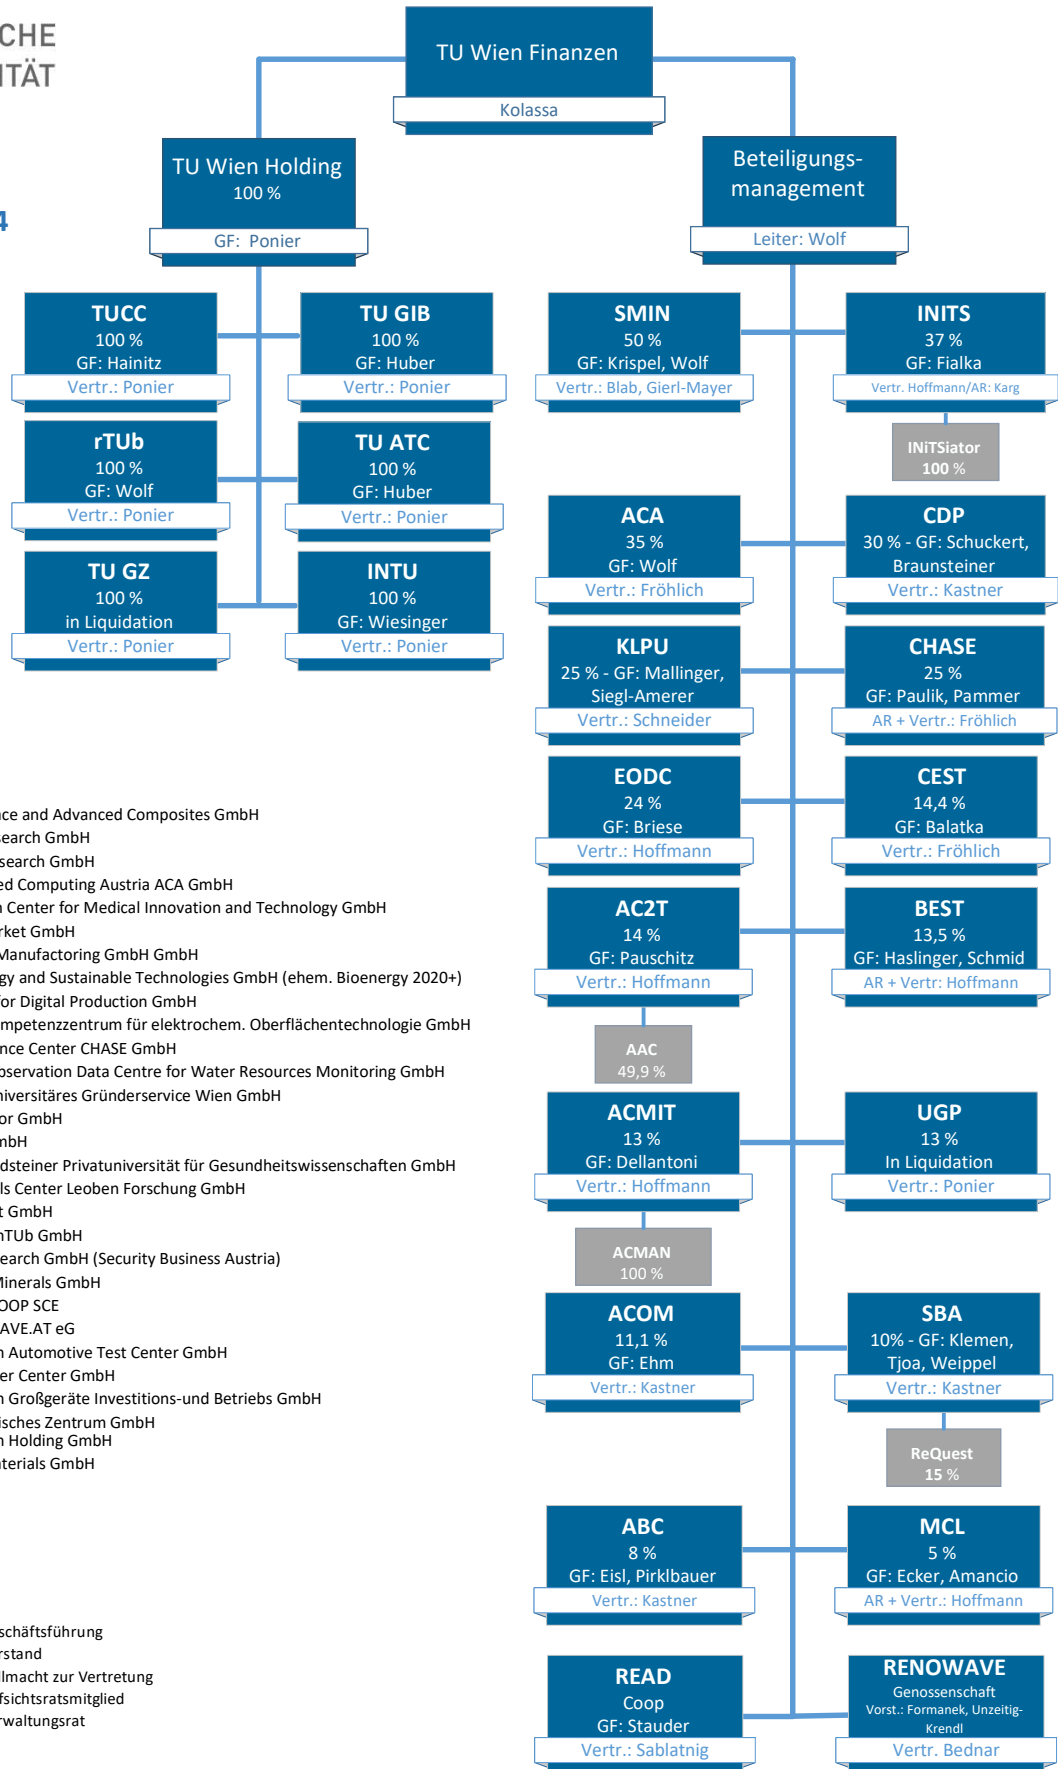 CHE
ITÄT
4
TU Wien Finanzen
Kolassa
TU Wien Holding
100 %
GF: Ponier
Beteiligungs-
management
Leiter: Wolf
TUCC
100 %
GF: Hainitz
Vertr.: Ponier
TU GIB
100 %
GF: Huber
Vertr.: Ponier
rTUb
100 %
GF: Wolf
Vertr.: Ponier
TU ATC
100 %
GF: Huber
Vertr.: Ponier
TU GZ
100 %
in Liquidation
Vertr.: Ponier
INTU
100 %
GF: Wiesinger
Vertr.: Ponier
SMIN
50 %
GF: Krispel, Wolf
Vertr.: Blab, Gierl-Mayer
INITS
37 %
GF: Fialka
Vertr. Hoffmann/AR: Karg
INiTSiator
100 %
ACA
35 %
GF: Wolf
Vertr.: Fröhlich
CDP
30 % - GF: Schuckert,
Braunsteiner
Vertr.: Kastner
KLPU
25 % - GF: Mallinger,
Siegl-Amerer
Vertr.: Schneider
CHASE
25 %
GF: Paulik, Pammer
AR + Vertr.: Fröhlich
EODC
24 %
GF: Briese
Vertr.: Hoffmann
CEST
14,4 %
GF: Balatka
Vertr.: Fröhlich
AC2T
14 %
GF: Pauschitz
Vertr.: Hoffmann
BEST
13,5 %
GF: Haslinger, Schmid
AR + Vertr: Hoffmann
AAC
49,9 %
ACMIT
13 %
GF: Dellantoni
Vertr.: Hoffmann
UGP
13 %
In Liquidation
Vertr.: Ponier
ACMAN
100 %
ACOM
11,1 %
GF: Ehm
Vertr.: Kastner
SBA
10% - GF: Klemen,
Tjoa, Weippel
Vertr.: Kastner
ReQuest
15 %
ABC
8 %
GF: Eisl, Pirklbauer
Vertr.: Kastner
MCL
5 %
GF: Ecker, Amancio
AR + Vertr.: Hoffmann
READ
Coop
GF: Stauder
Vertr.: Sablatnig
RENOWAVE
Genossenschaft
Vorst.: Formanek, Unzeitig-
Krendl
Vertr. Bednar
ce and Advanced Composites GmbH
search GmbH
search GmbH
ed Computing Austria ACA GmbH
n Center for Medical Innovation and Technology GmbH
rket GmbH
Manufactoring GmbH GmbH
gy and Sustainable Technologies GmbH (ehem. Bioenergy 2020+)
for Digital Production GmbH
ompetenzzentrum für elektrochem. Oberflächentechnologie GmbH
nce Center CHASE GmbH
bservation Data Centre for Water Resources Monitoring GmbH
niversitäres Gründerservice Wien GmbH
or GmbH
mbH
dsteiner Privatuniversität für Gesundheitswissenschaften GmbH
ls Center Leoben Forschung GmbH
t GmbH
nTUb GmbH
earch GmbH (Security Business Austria)
Minerals GmbH
OOP SCE
AVE.AT eG
n Automotive Test Center GmbH
er Center GmbH
n Großgeräte Investitions-und Betriebs GmbH
isches Zentrum GmbH
n Holding GmbH
aterials GmbH
schäftsführung
rstand
llmacht zur Vertretung
fsichtsratsmitglied
rwaltungsrat